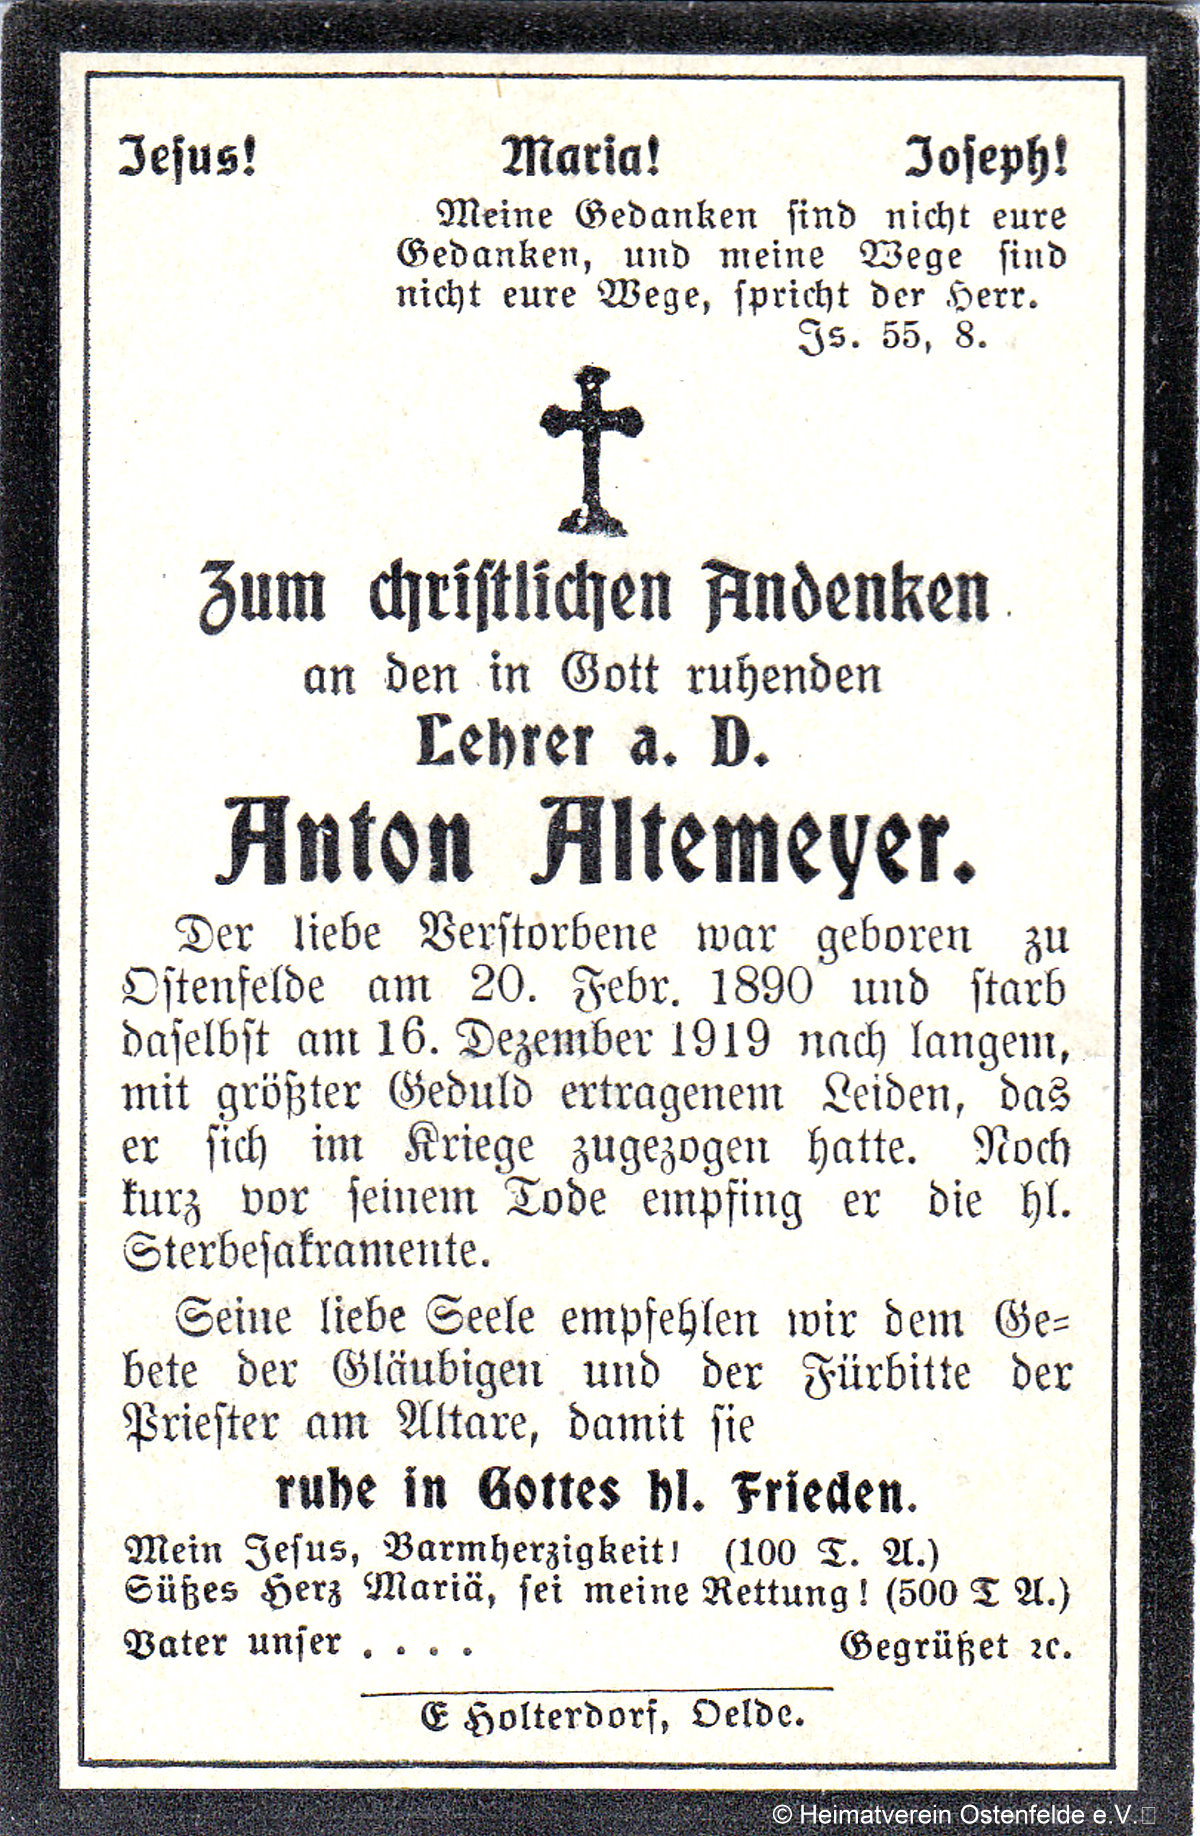 Jesus! Maria! Joseph!
Meine Gedanken sind nicht eure
Gedanken, und meine Wege sind
nicht eure Wege, spricht der Herr.
Js. 55, 8.
Zum christlichen Andenken
an den in Gott ruhenden
Lehrer a. D.
Anton Altemeyer.
Der liebe Verstorbene war geboren zu
Ostenfelde am 20. Febr. 1890 und starb
daselbst am 16. Dezember 1919 nach langem,
mit größter Geduld ertragenem Leiden, das
er sich im Kriege zugezogen hatte. Noch
kurz vor seinem Tode empfing er die hl.
Sterbesakramente.
Seine liebe Seele empfehlen wir dem Ge=
bete der Gläubigen und der Fürbitte der
Priester am Altare, damit sie
ruhe in Gottes hl. Frieden.
Mein Jesus, Barmherzigkeit! (100 T. A.)
Süßes Herz Mariä, sei meine Rettung! (500 T A.)
Vater unser . . . . Gegrüßet ꝛc.
E Holterdorf, Oelde.
© Heimatverein Ostenfelde e.V.